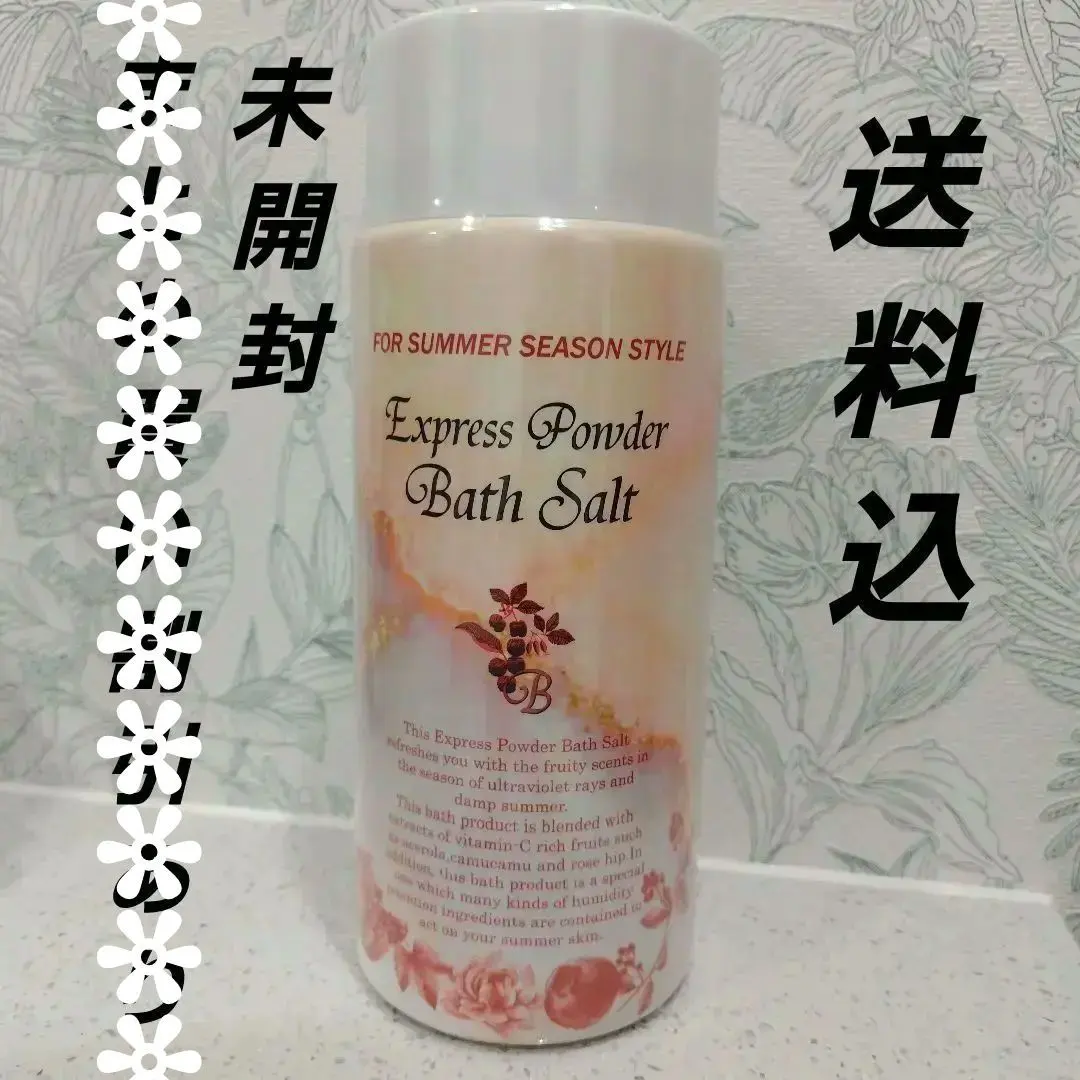 送料込
未開封
FOR SUMMER SEASON STYLE
Express Powder
Bath Salt
B
This Express Powder Bath Salt
refreshes you with the fruity scents in
the season of ultraviolet rays and
damp summer.
This bath product is blended with
extracts of vitamin-C rich fruits such
as acerola,camucamu and rose hip.In
addition, this bath product is a special
which many kinds of humidity
ingredients are contained to
act on your summer skin.